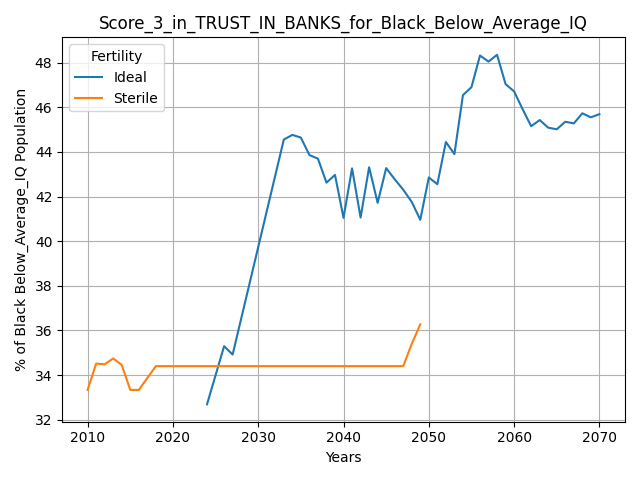 Score_3_in_TRUST_IN_BANKS_for_Black_Below_Average_IQ
Fertility
Ideal
Sterile
% of Black Below_Average_IQ Population
48
46
44
42
40
38
36
34
32
2010
2020
2030
2040
2050
2060
2070
Years